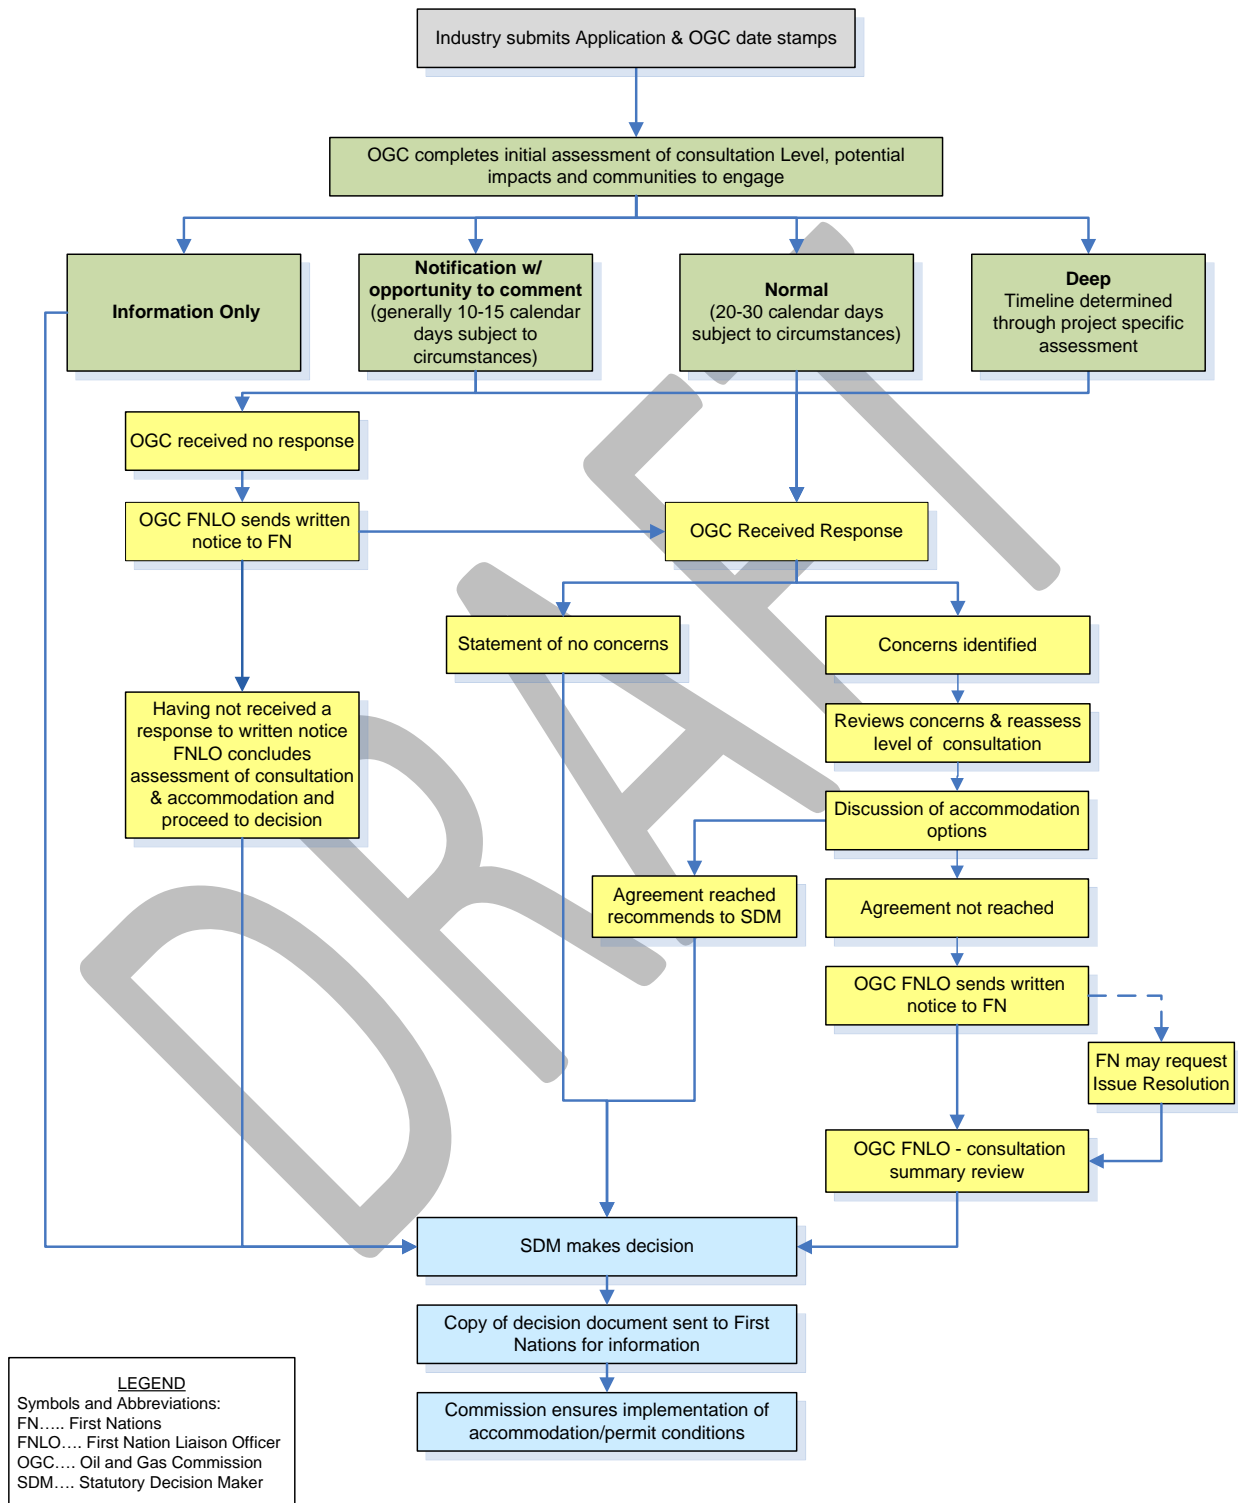 Industry submits Application & OGC date stamps
OGC completes initial assessment of consultation Level, potential
impacts and communities to engage
Information Only
Notification w/
opportunity to comment
(generally 10-15 calendar
days subject to
circumstances)
Normal
(20-30 calendar days
subject to circumstances)
Deep
Timeline determined
through project specific
assessment
OGC received no response
OGC FNLO sends written
notice to FN
OGC Received Response
Statement of no concerns
Concerns identified
Having not received a
response to written notice
FNLO concludes
assessment of consultation
& accommodation and
proceed to decision
Reviews concerns & reassess
level of consultation
Discussion of accommodation
options
Agreement reached
recommends to SDM
Agreement not reached
OGC FNLO sends written
notice to FN
FN may request
Issue Resolution
OGC FNLO - consultation
summary review
SDM makes decision
Copy of decision document sent to First
Nations for information
Commission ensures implementation of
accommodation/permit conditions
LEGEND
Symbols and Abbreviations:
FN….. First Nations
FNLO…. First Nation Liaison Officer
OGC…. Oil and Gas Commission
SDM…. Statutory Decision Maker
DRAFT